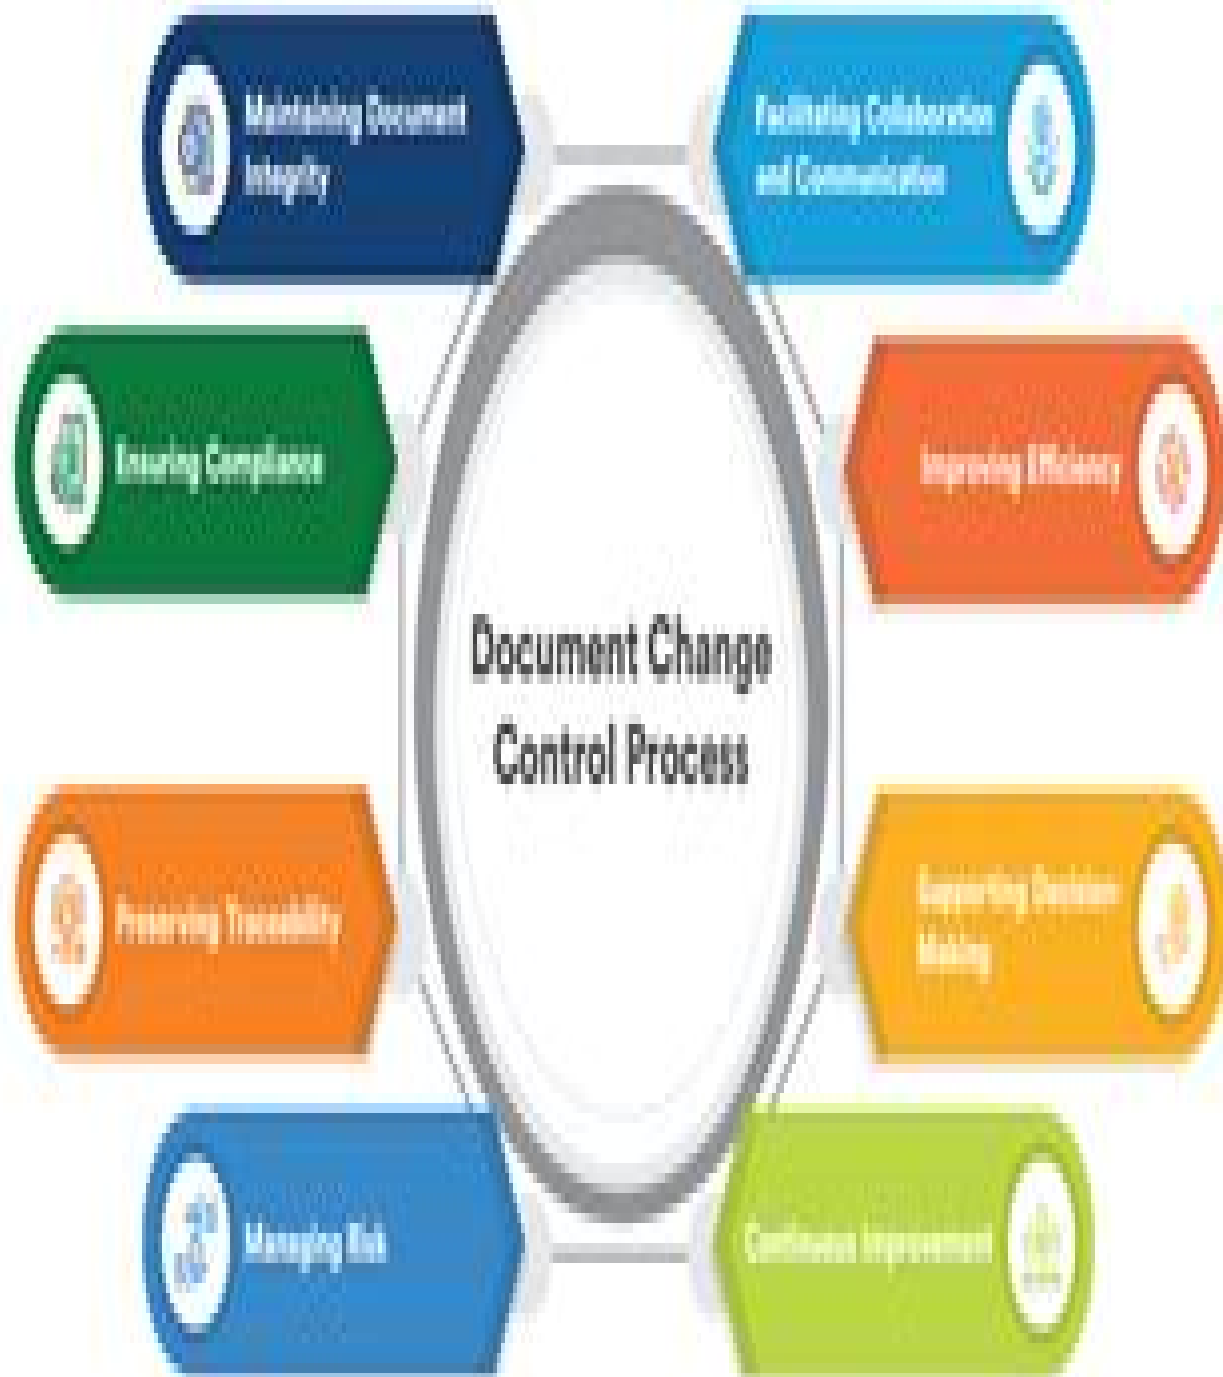 Maintaining Document
Integrity
Facilitating Collaboration
and Communication
Ensuring Compliance
Improving Efficiency
Document Change
Control Process
Preserving Traceability
Supporting Decision
Making
Managing Risk
Continuous Improvement